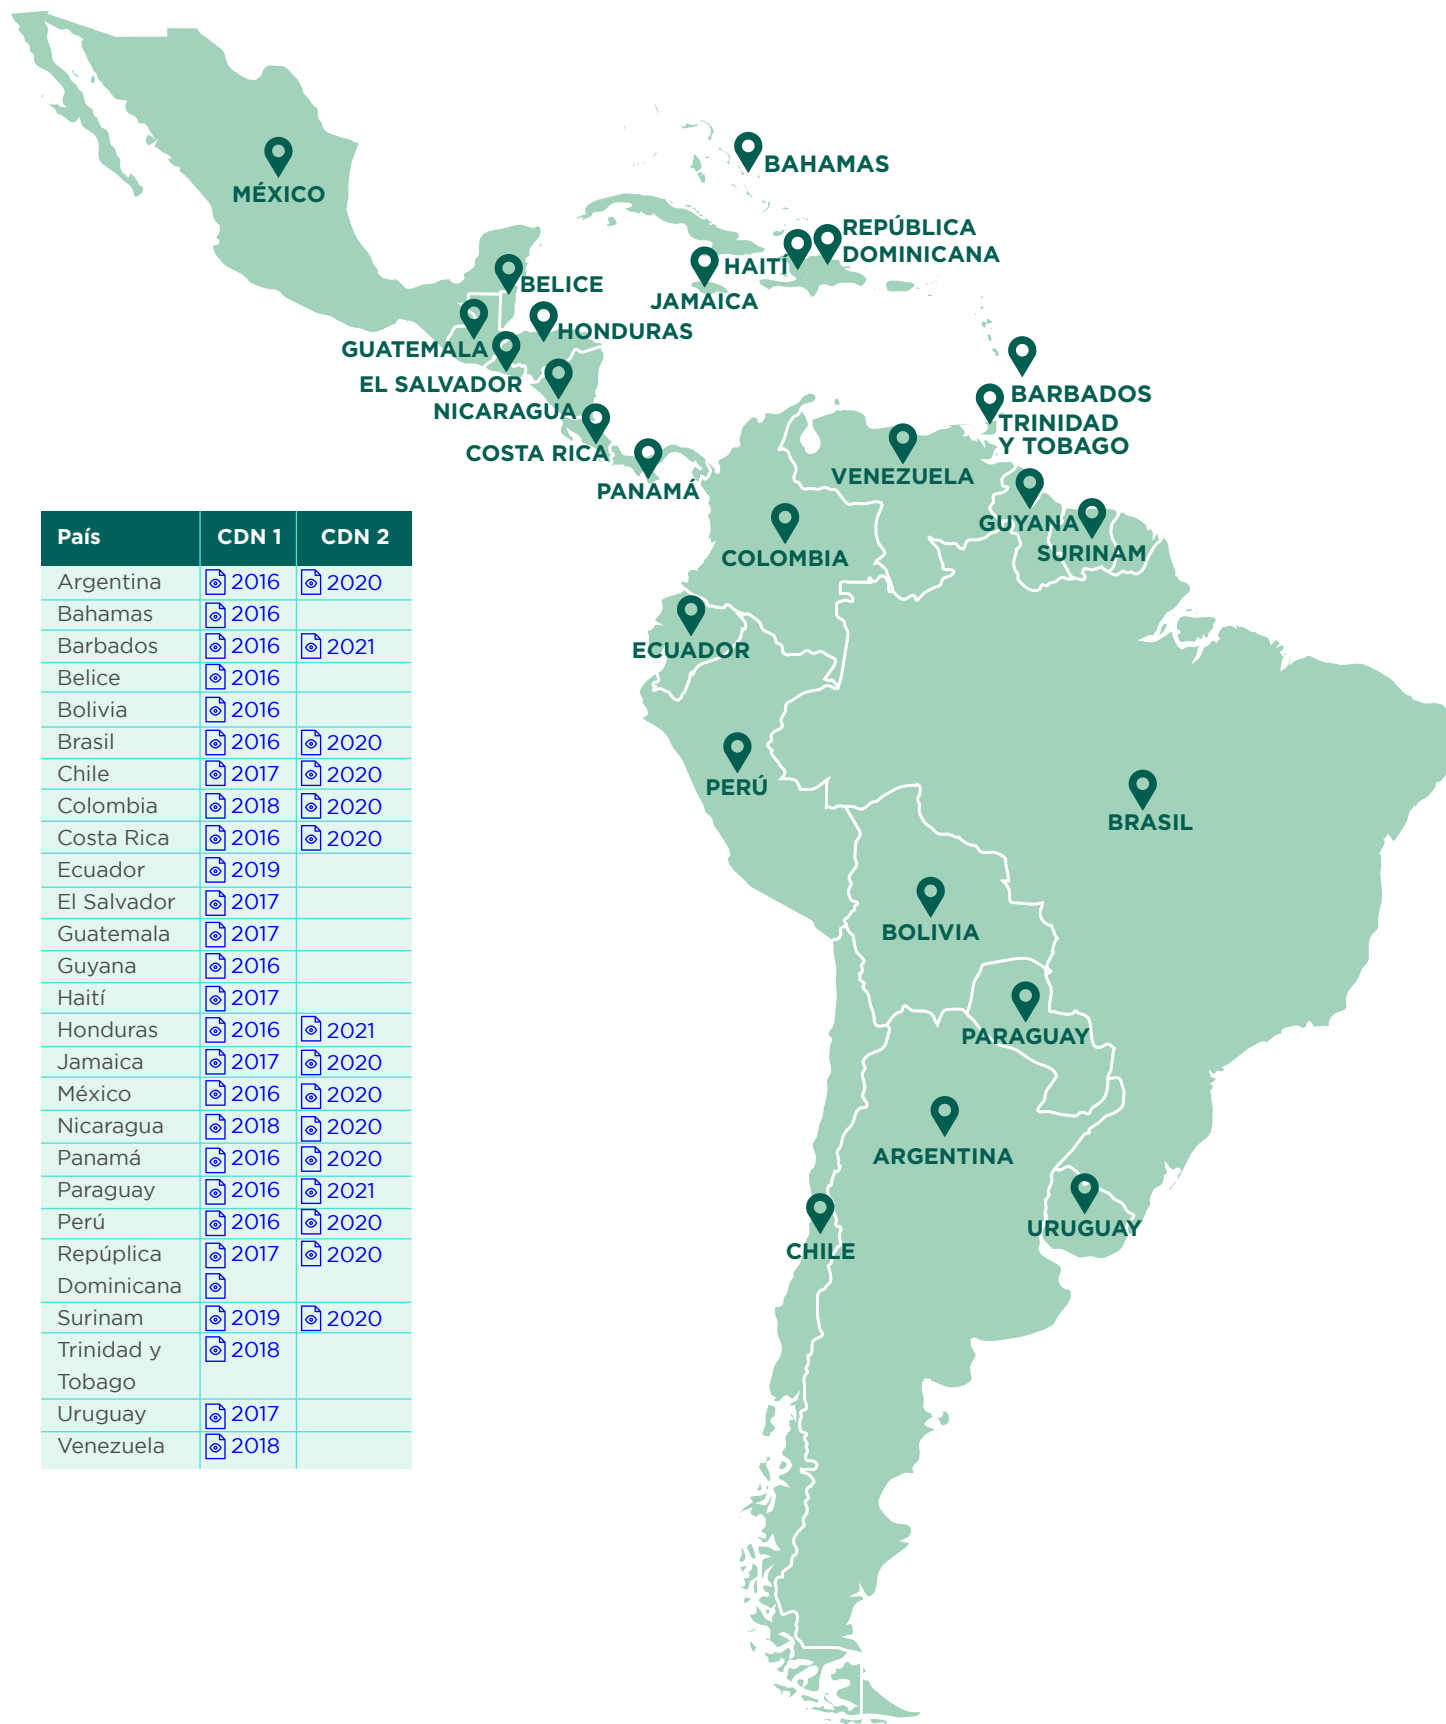 MÉXICO
BAHAMAS
REPÚBLICA
DOMINICANA
HAITÍ
JAMAICA
BELICE
HONDURAS
GUATEMALA
EL SALVADOR
NICARAGUA
COSTA RICA
PANAMÁ
BARBADOS
TRINIDAD
Y TOBAGO
VENEZUELA
GUYANA
SURINAM
COLOMBIA
ECUADOR
PERÚ
BRASIL
BOLIVIA
PARAGUAY
ARGENTINA
URUGUAY
CHILE
País CDN 1 CDN 2
Argentina 2016 2020
Bahamas 2016
Barbados 2016 2021
Belice 2016
Bolivia 2016
Brasil 2016 2020
Chile 2017 2020
Colombia 2018 2020
Costa Rica 2016 2020
Ecuador 2019
El Salvador 2017
Guatemala 2017
Guyana 2016
Haití 2017
Honduras 2016 2021
Jamaica 2017 2020
México 2016 2020
Nicaragua 2018 2020
Panamá 2016 2020
Paraguay 2016 2021
Perú 2016 2020
Repúplica 2017 2020
Dominicana
Surinam 2019 2020
Trinidad y 2018
Tobago
Uruguay 2017
Venezuela 2018